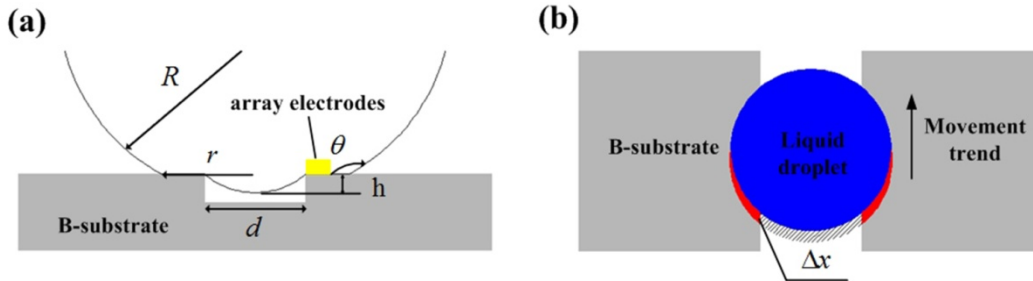 (a)
R
array electrodes
r
θ
h
d
B-substrate
(b)
B-substrate
Liquid
droplet
Movement
trend
Δx